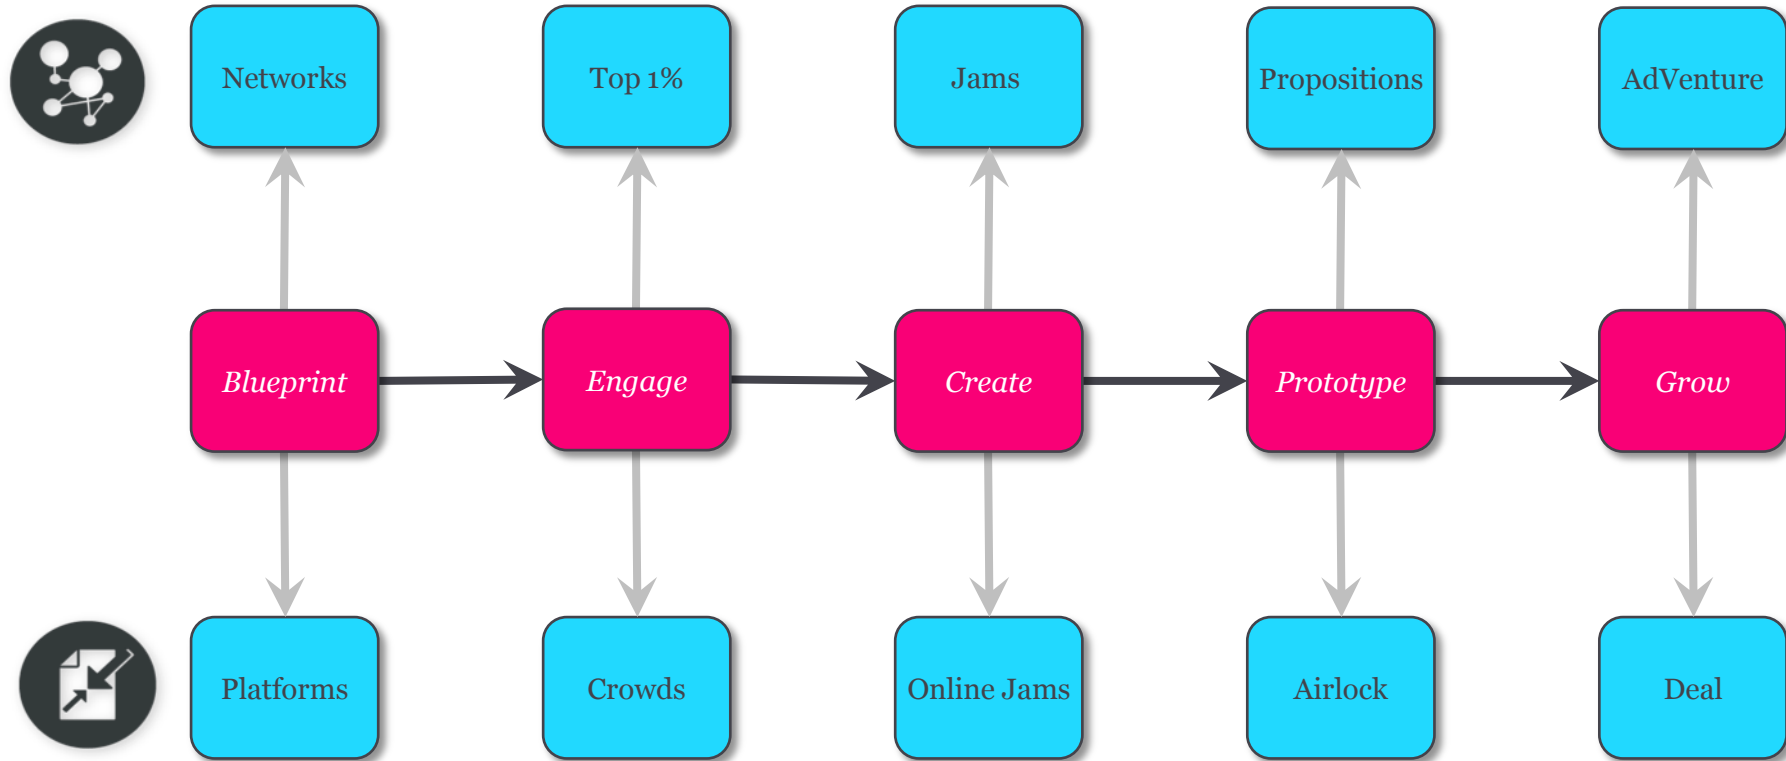 Networks
Top 1%
Jams
Propositions
AdVenture
Blueprint
Engage
Create
Prototype
Grow
Platforms
Crowds
Online Jams
Airlock
Deal